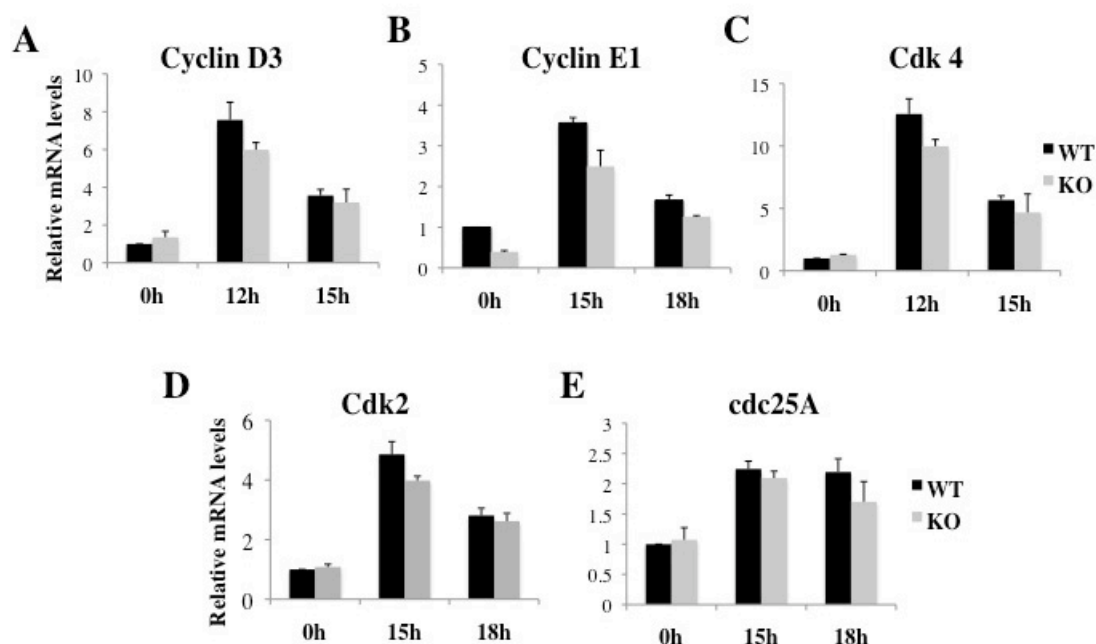 A
Cyclin D3
Relative mRNA levels
10
8
6
4
2
0
0h 12h 15h
B
Cyclin E1
5
4
3
2
1
0
0h 15h 18h
C
Cdk 4
15
10
5
0
0h 12h 15h
WT
KO
D
Cdk2
Relative mRNA levels
6
4
2
0
0h 15h 18h
E
cdc25A
3
2.5
2
1.5
1
0.5
0
0h 15h 18h
WT
KO